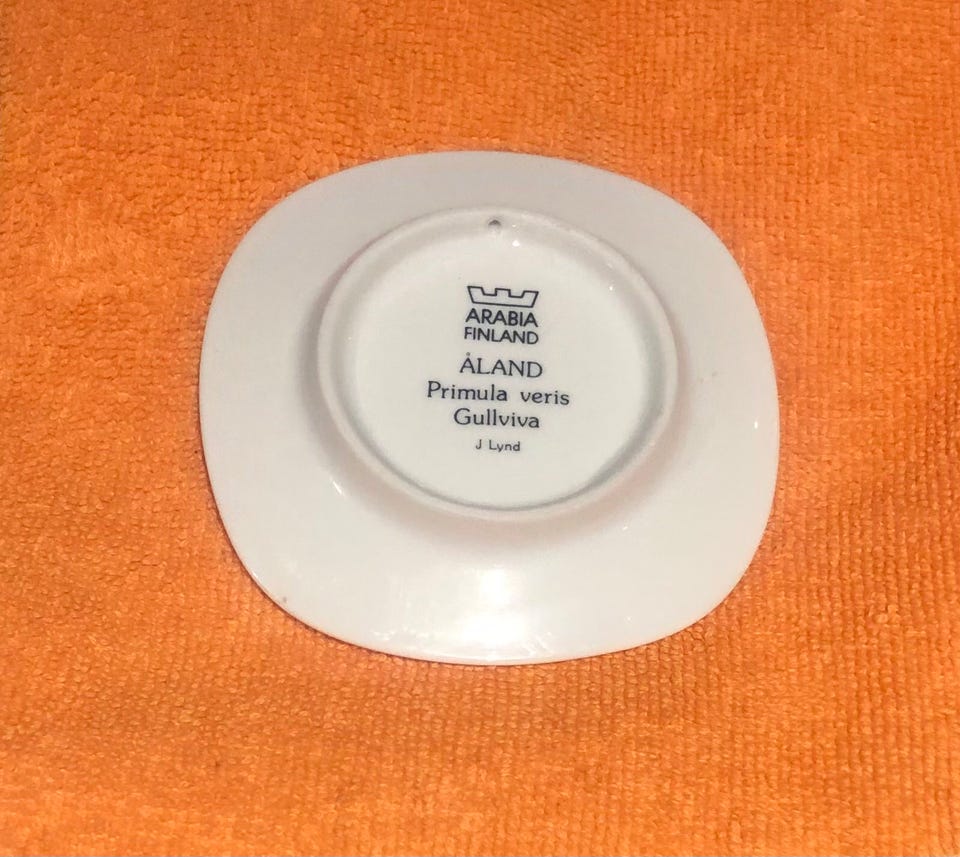 ARABIA
FINLAND
ÅLAND
Primula veris
Gullviva
J Lynd